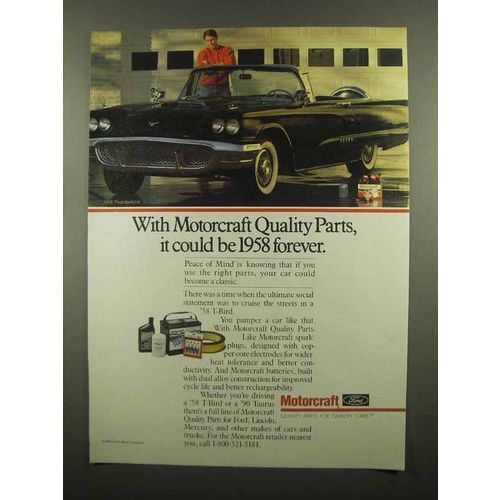 1958 Thunderbird
With Motorcraft Quality Parts,
it could be 1958 forever.
Peace of Mind is knowing that if you
use the right parts, your car could
become a classic.
There was a time when the ultimate social
statement was to cruise the streets in a
'58 T-Bird.
You pamper a car like that.
With Motorcraft Quality Parts.
Like Motorcraft spark
plugs, designed with cop-
per core electrodes for wider
heat tolerance and better con-
ductivity. And Motorcraft batteries, built
with dual alloy construction for improved
cycle life and better rechargeability.
Whether you're driving
a '58 T-Bird or a '90 Taurus
there's a full line of Motorcraft
Quality Parts for Ford, Lincoln,
Mercury, and other makes of cars and
trucks. For the Motorcraft retailer nearest
you, call 1-800-521-5181.
Motorcraft Ford
QUALITY PARTS FOR QUALITY CARS™